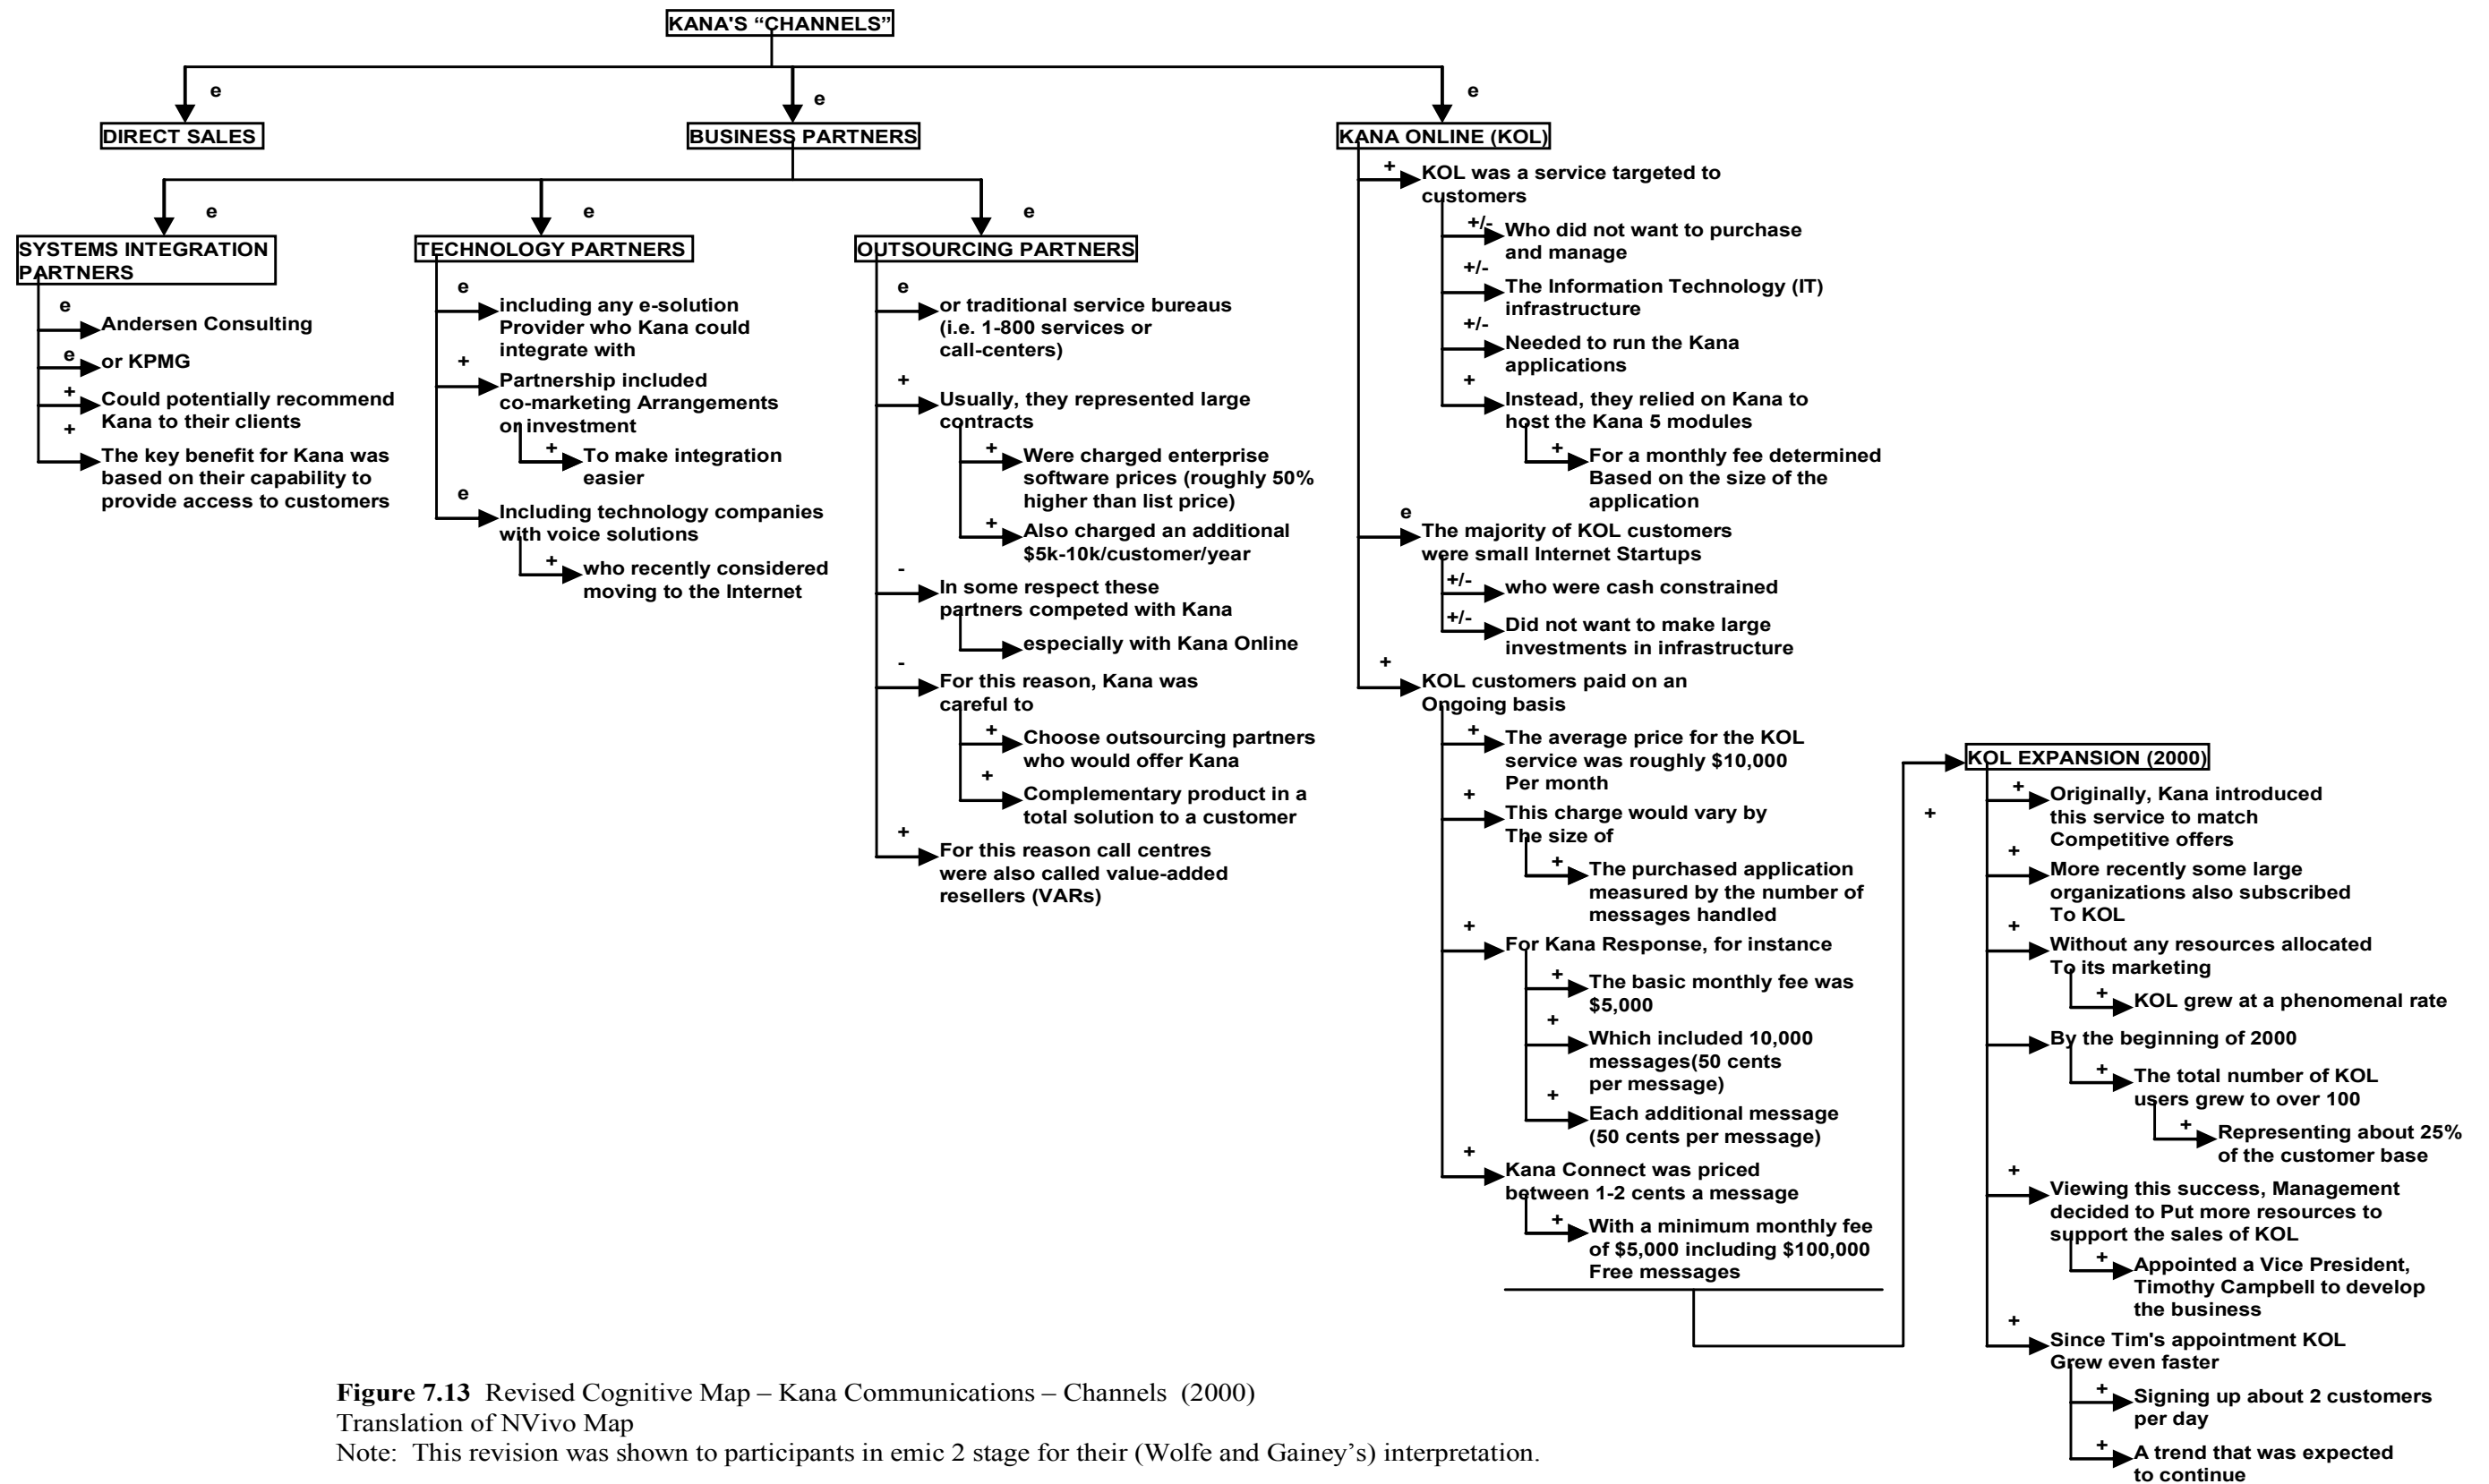 KANA'S “CHANNELS”
e
e
e
DIRECT SALES
BUSINESS PARTNERS
KANA ONLINE (KOL)
e
e
e
SYSTEMS INTEGRATION
PARTNERS
e
Andersen Consulting
e
or KPMG
+
Could potentially recommend
Kana to their clients
+
The key benefit for Kana was
based on their capability to
provide access to customers
TECHNOLOGY PARTNERS
e
including any e-solution
Provider who Kana could
integrate with
+
Partnership included
co-marketing Arrangements
or investment
+
To make integration
easier
e
Including technology companies
with voice solutions
+
who recently considered
moving to the Internet
OUTSOURCING PARTNERS
e
or traditional service bureaus
(i.e. 1-800 services or
call-centers)
+
Usually, they represented large
contracts
+
Were charged enterprise
software prices (roughly 50%
higher than list price)
+
Also charged an additional
$5k-10k/customer/year
-
In some respect these
partners competed with Kana
especially with Kana Online
-
For this reason, Kana was
careful to
+
Choose outsourcing partners
who would offer Kana
+
Complementary product in a
total solution to a customer
+
For this reason call centres
were also called value-added
resellers (VARs)
+
KOL was a service targeted to
customers
+/-
Who did not want to purchase
and manage
+/-
The Information Technology (IT)
infrastructure
+/-
Needed to run the Kana
applications
+
Instead, they relied on Kana to
host the Kana 5 modules
+
For a monthly fee determined
Based on the size of the
application
e
The majority of KOL customers
were small Internet Startups
+/-
who were cash constrained
+/-
Did not want to make large
investments in infrastructure
+
KOL customers paid on an
Ongoing basis
+
The average price for the KOL
service was roughly $10,000
Per month
+
This charge would vary by
The size of
+
The purchased application
measured by the number of
messages handled
+
For Kana Response, for instance
+
The basic monthly fee was
$5,000
+
Which included 10,000
messages(50 cents
per message)
+
Each additional message
(50 cents per message)
+
Kana Connect was priced
between 1-2 cents a message
+
With a minimum monthly fee
of $5,000 including $100,000
Free messages
+
KOL EXPANSION (2000)
+
Originally, Kana introduced
this service to match
Competitive offers
+
More recently some large
organizations also subscribed
To KOL
+
Without any resources allocated
To its marketing
+
KOL grew at a phenomenal rate
By the beginning of 2000
+
The total number of KOL
users grew to over 100
+
Representing about 25%
of the customer base
+
Viewing this success, Management
decided to Put more resources to
support the sales of KOL
+
Appointed a Vice President,
Timothy Campbell to develop
the business
+
Since Tim's appointment KOL
Grew even faster
+
Signing up about 2 customers
per day
+
A trend that was expected
to continue
Figure 7.13 Revised Cognitive Map – Kana Communications – Channels (2000)
Translation of NVivo Map
Note: This revision was shown to participants in emic 2 stage for their (Wolfe and Gainey’s) interpretation.